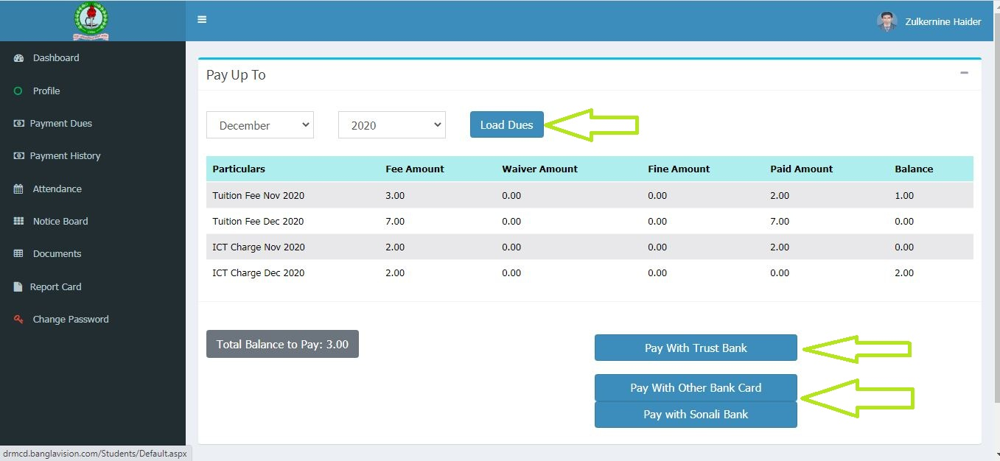 Zulkernine Haider
Dashboard
Profile
Payment Dues
Payment History
Attendance
Notice Board
Documents
Report Card
Change Password
Pay Up To
December 2020 Load Dues
Particulars Fee Amount Waiver Amount Fine Amount Paid Amount Balance
Tuition Fee Nov 2020 3.00 0.00 0.00 2.00 1.00
Tuition Fee Dec 2020 7.00 0.00 0.00 7.00 0.00
ICT Charge Nov 2020 2.00 0.00 0.00 2.00 0.00
ICT Charge Dec 2020 2.00 0.00 0.00 0.00 2.00
Total Balance to Pay: 3.00
Pay With Trust Bank
Pay With Other Bank Card
Pay with Sonali Bank
drmcd.banglavision.com/Students/Default.aspx